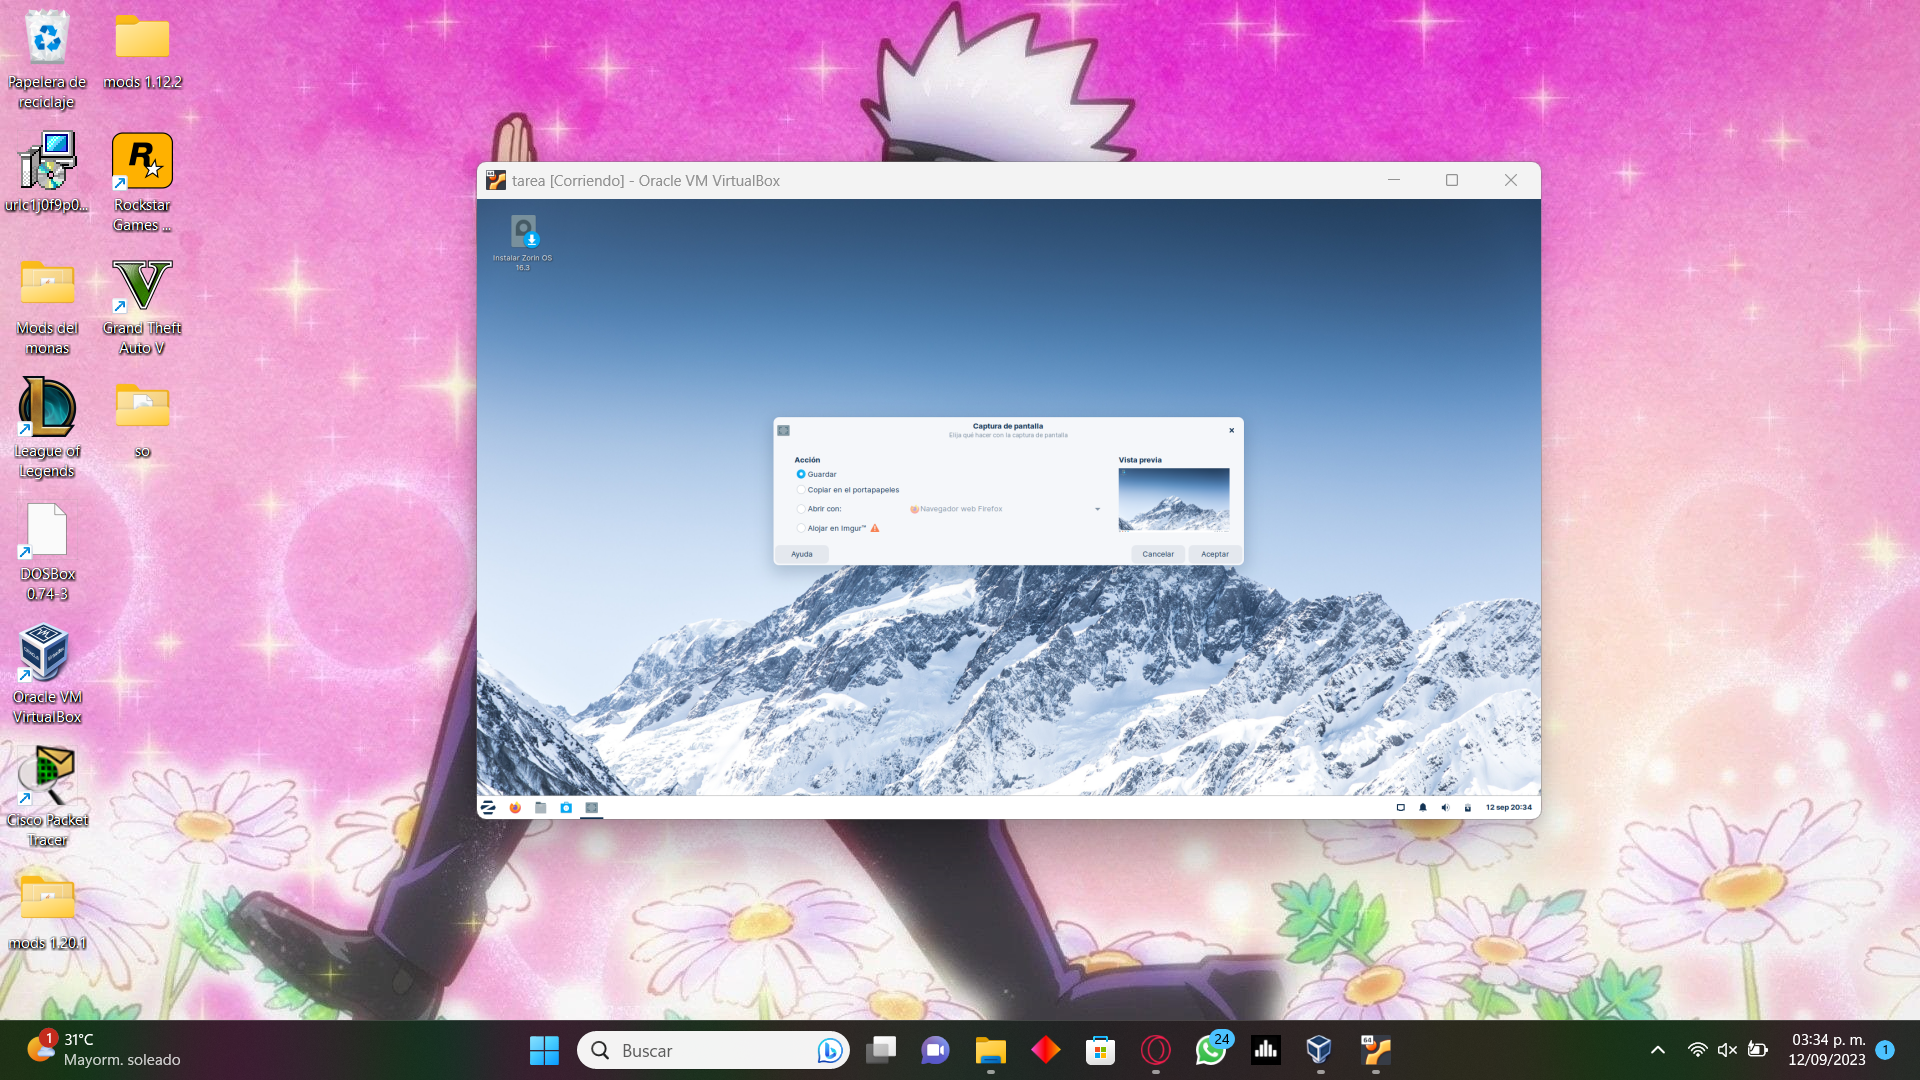 Papelera de
reciclaje
mods 1.12.2
urlc1j0f9p0...
Rockstar
Games ...
Mods del
monas
Grand Theft
Auto V
League of
Legends
so
DOSBox
0.74-3
Oracle VM
VirtualBox
Cisco Packet
Tracer
mods 1.20.1
tarea [Corriendo] - Oracle VM VirtualBox
Instalar Zorin OS
16.3
Captura de pantalla
Elija qué hacer con la captura de pantalla
Acción
Guardar
Copiar en el portapapeles
Abrir con:
Navegador web Firefox
Alojar en Imgur™
Vista previa
Ayuda
Cancelar
Aceptar
12 sep 20:34
1
31°C
Mayorm. soleado
Buscar
24
64
03:34 p. m.
12/09/2023
1